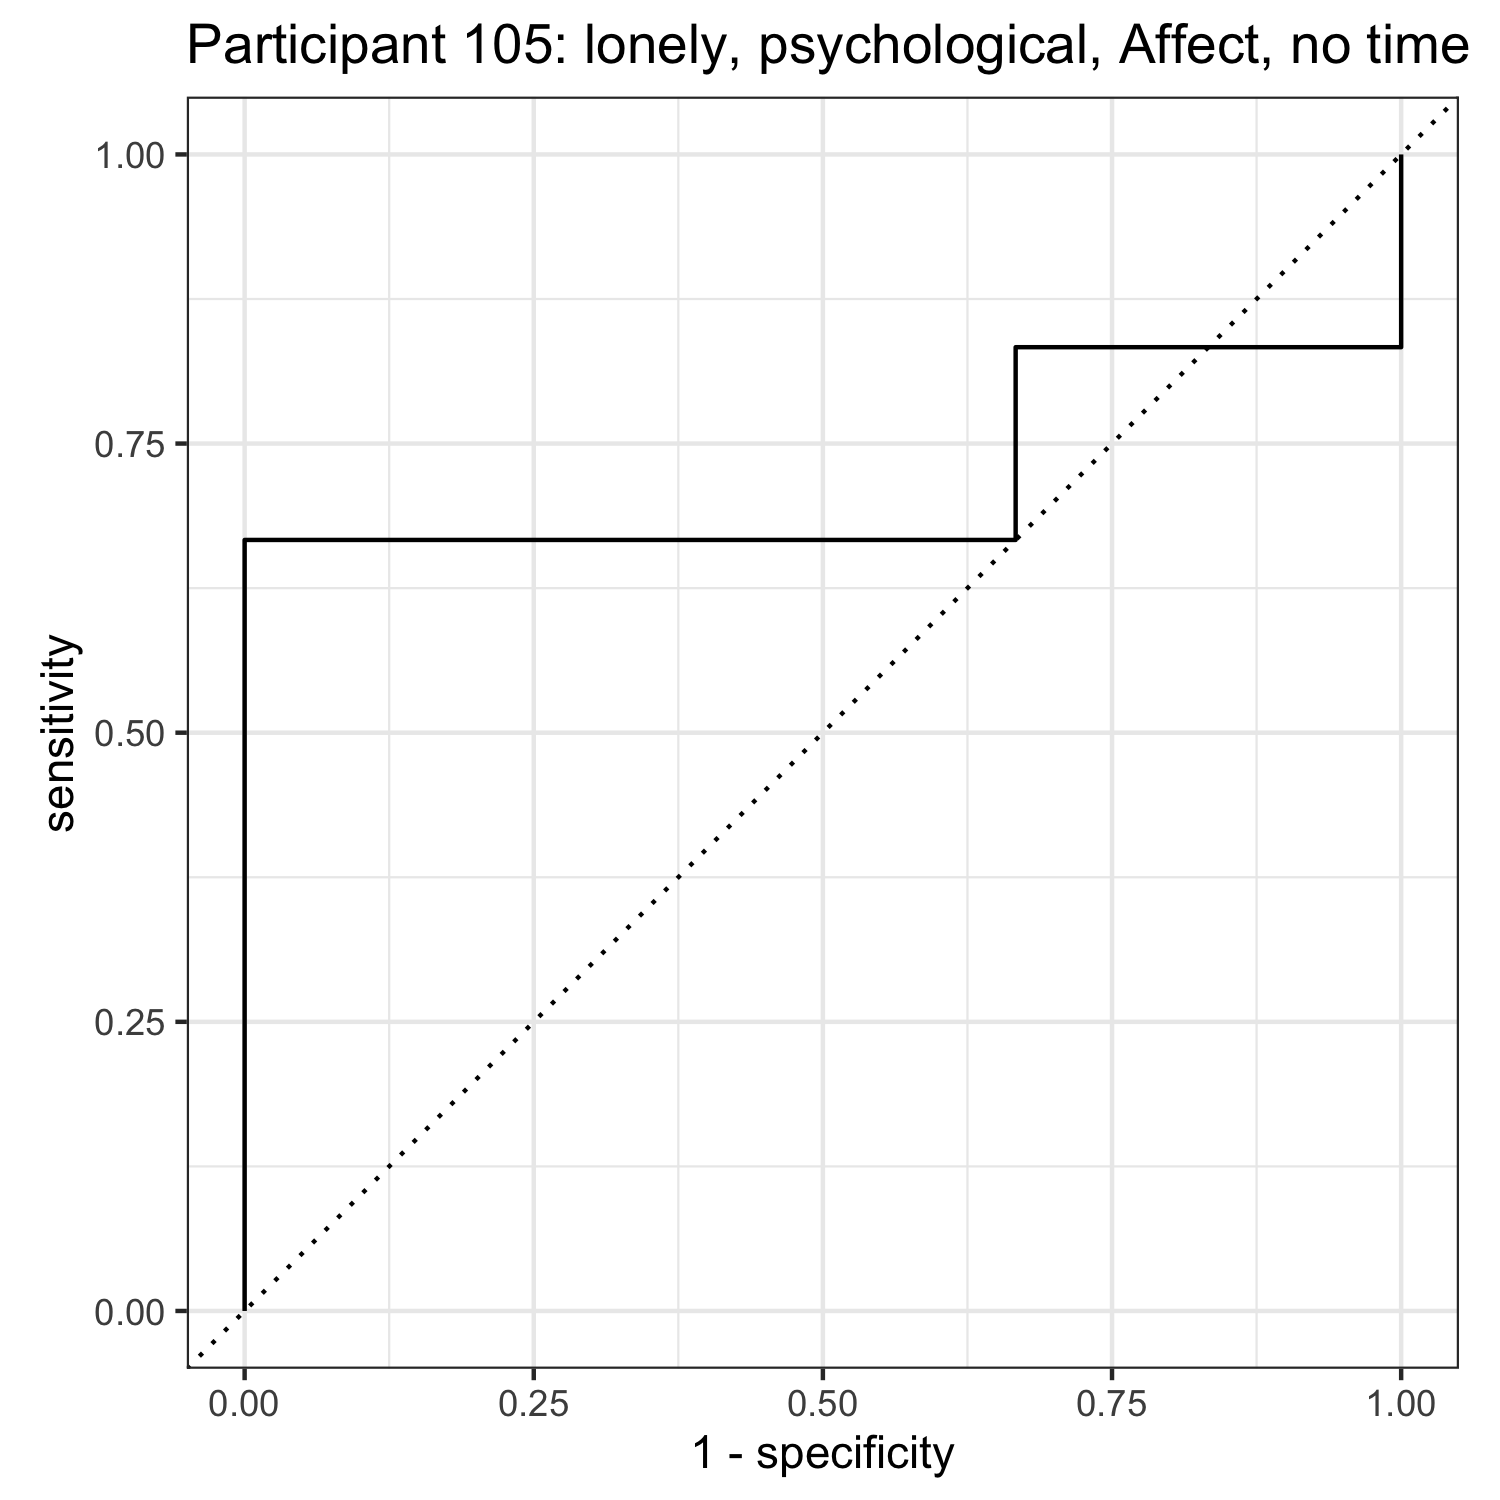 Participant 105: lonely, psychological, Affect, no time
1.00
0.75
0.50
0.25
0.00
sensitivity
0.00 0.25 0.50 0.75 1.00
1 - specificity